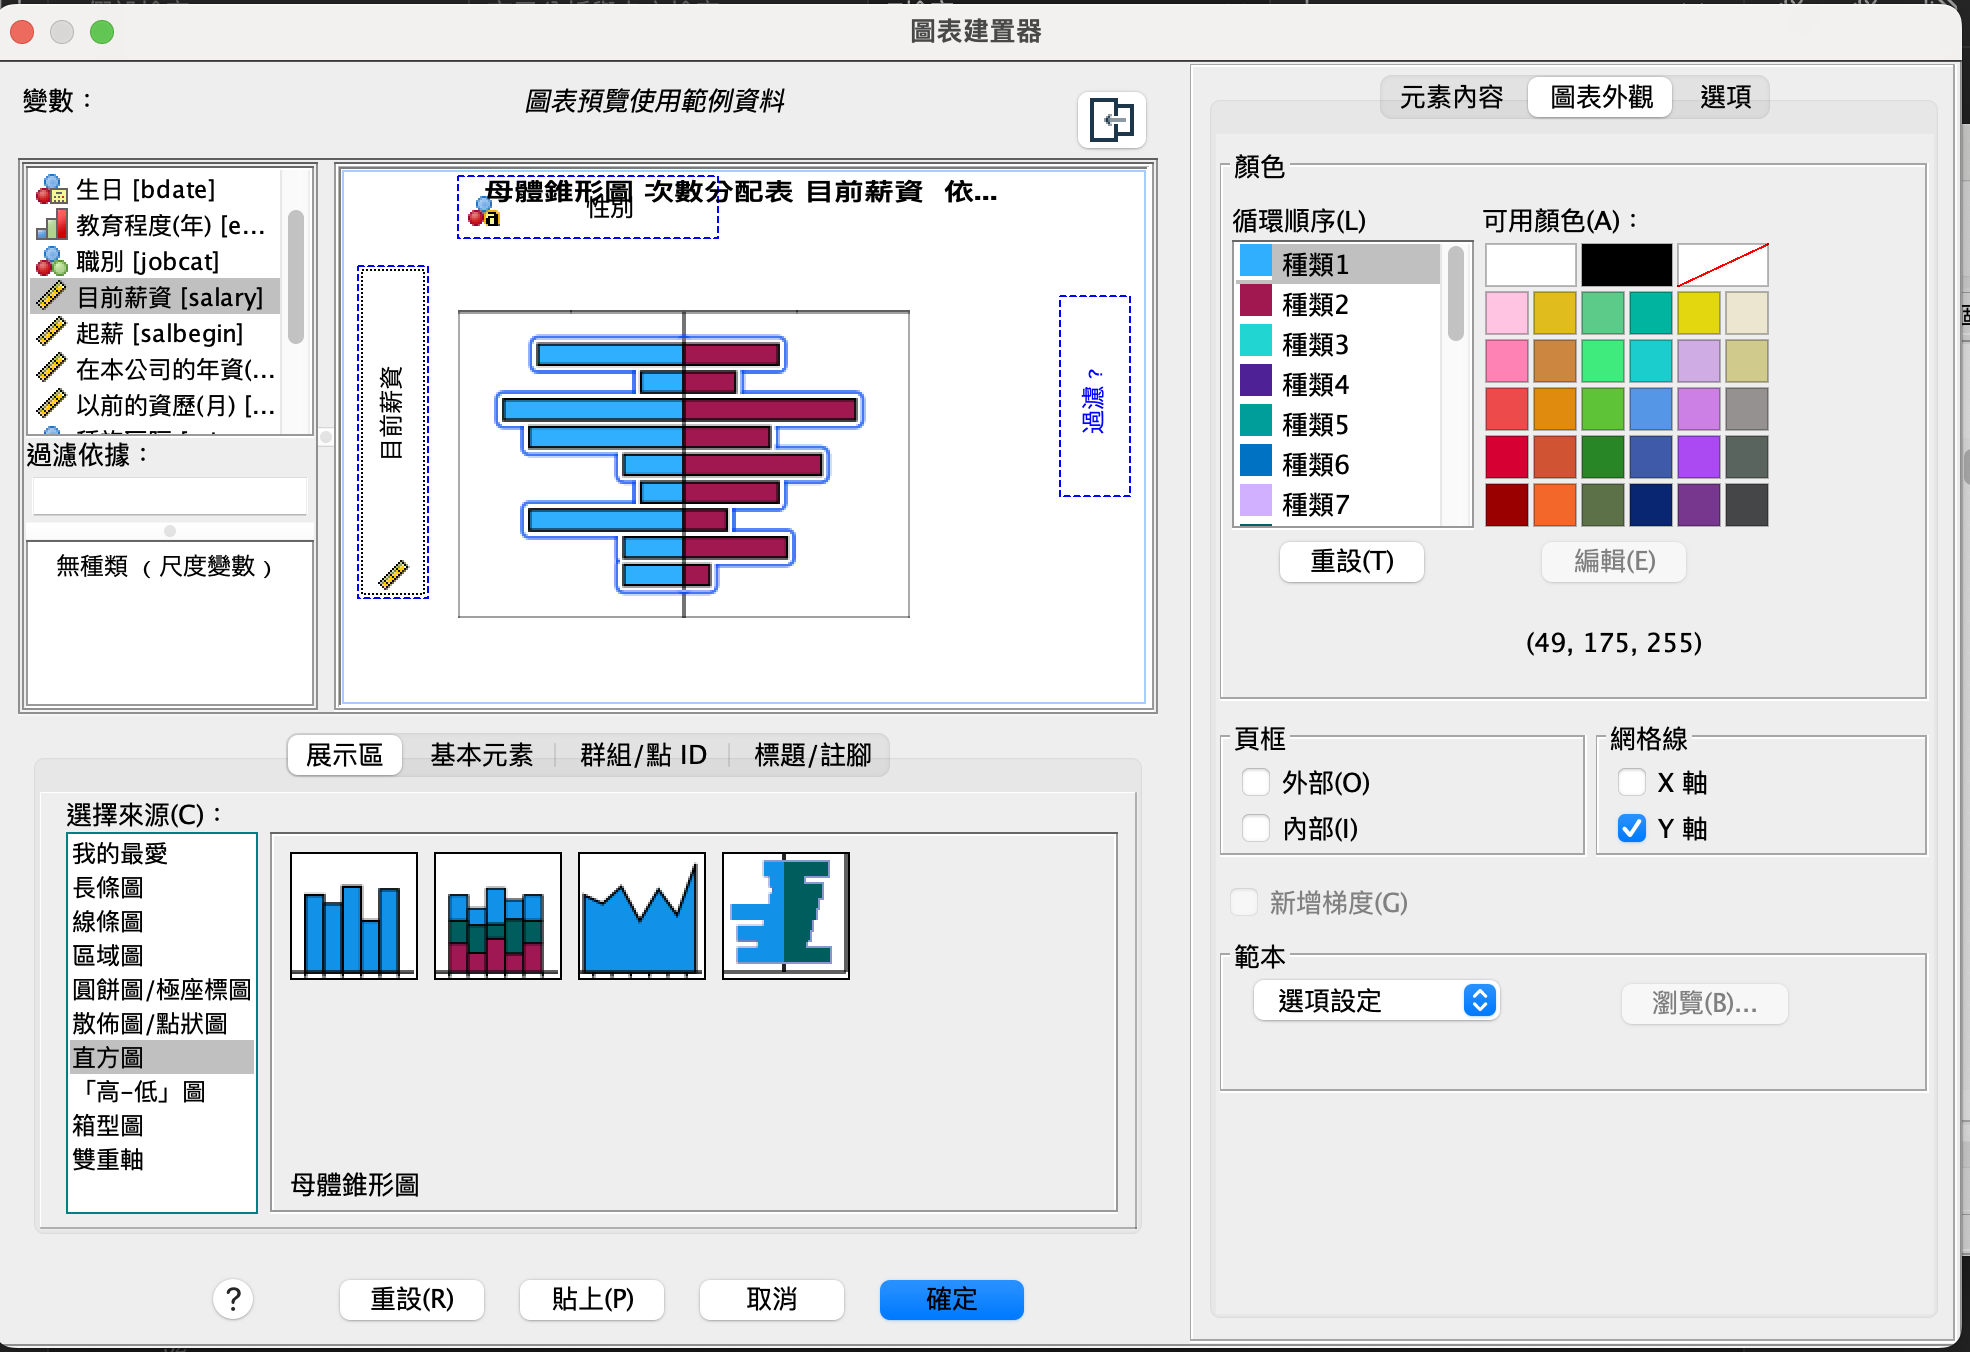 圖表建置器
變數：
圖表預覽使用範例資料
生日 [bdate]
教育程度(年) [e...
職別 [jobcat]
目前薪資 [salary]
起薪 [salbegin]
在本公司的年資(...
以前的資歷(月) [...
過濾依據：
無種類 （尺度變數）
母體錐形圖 次數分配表 目前薪資 依...
性別
目前薪資
過濾？
展示區
基本元素
群組/點 ID
標題/註腳
選擇來源(C)：
我的最愛
長條圖
線條圖
區域圖
圓餅圖/極座標圖
散佈圖/點狀圖
直方圖
「高-低」圖
箱型圖
雙重軸
母體錐形圖
?
重設(R)
貼上(P)
取消
確定
元素內容
圖表外觀
選項
顏色
循環順序(L)
可用顏色(A)：
種類1
種類2
種類3
種類4
種類5
種類6
種類7
重設(T)
編輯(E)
(49, 175, 255)
頁框
外部(O)
內部(I)
網格線
X 軸
Y 軸
新增梯度(G)
範本
選項設定
瀏覽(B)...